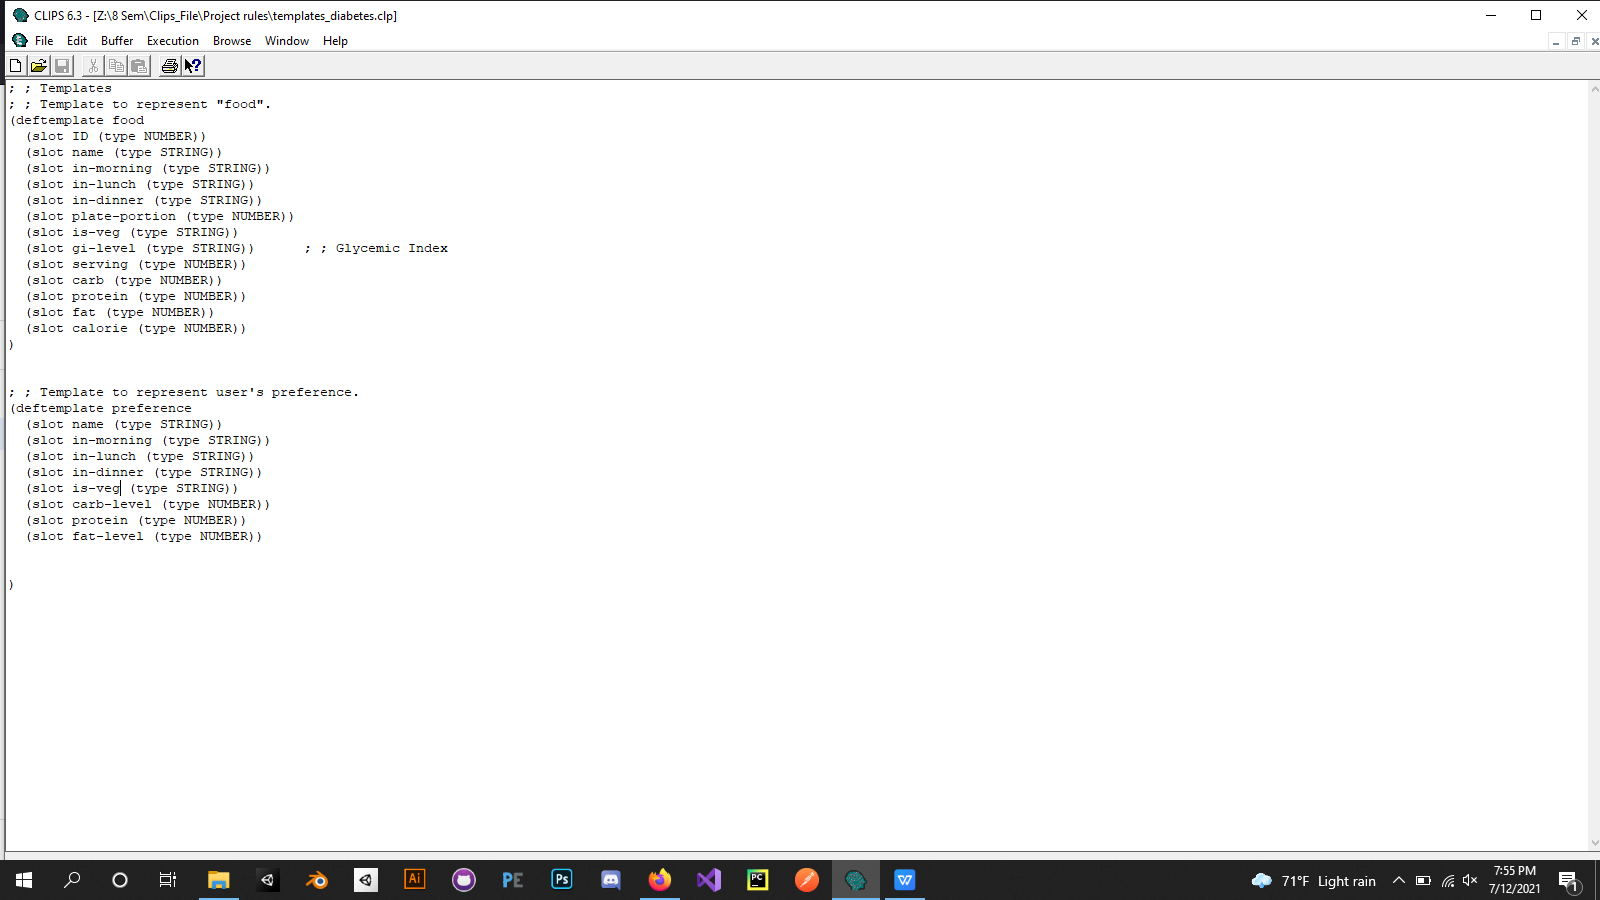 CLIPS 6.3 - [Z:\8 Sem\Clips_File\Project rules\templates_diabetes.clp]
File Edit Buffer Execution Browse Window Help
; ; Templates
; ; Template to represent "food".
(deftemplate food
(slot ID (type NUMBER))
(slot name (type STRING))
(slot in-morning (type STRING))
(slot in-lunch (type STRING))
(slot in-dinner (type STRING))
(slot plate-portion (type NUMBER))
(slot is-veg (type STRING))
(slot gi-level (type STRING)) ; ; Glycemic Index
(slot serving (type NUMBER))
(slot carb (type NUMBER))
(slot protein (type NUMBER))
(slot fat (type NUMBER))
(slot calorie (type NUMBER))
)
; ; Template to represent user's preference.
(deftemplate preference
(slot name (type STRING))
(slot in-morning (type STRING))
(slot in-lunch (type STRING))
(slot in-dinner (type STRING))
(slot is-veg (type STRING))
(slot carb-level (type NUMBER))
(slot protein (type NUMBER))
(slot fat-level (type NUMBER))
)
Ai PE Ps PC W
71°F Light rain
7:55 PM
7/12/2021
1